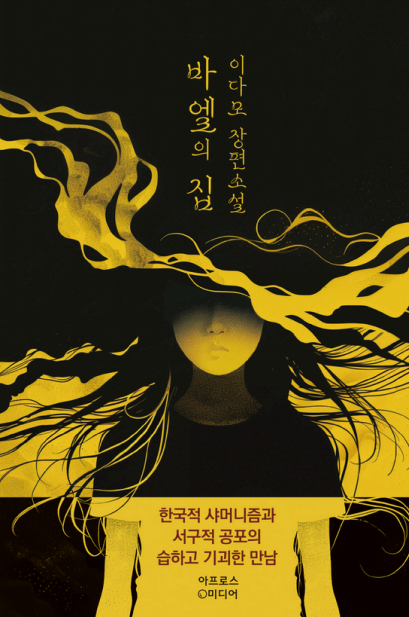 바엘의 집
이다모 장편소설
한국적 샤머니즘과
서구적 공포의
습하고 기괴한 만남
아프로스
미디어